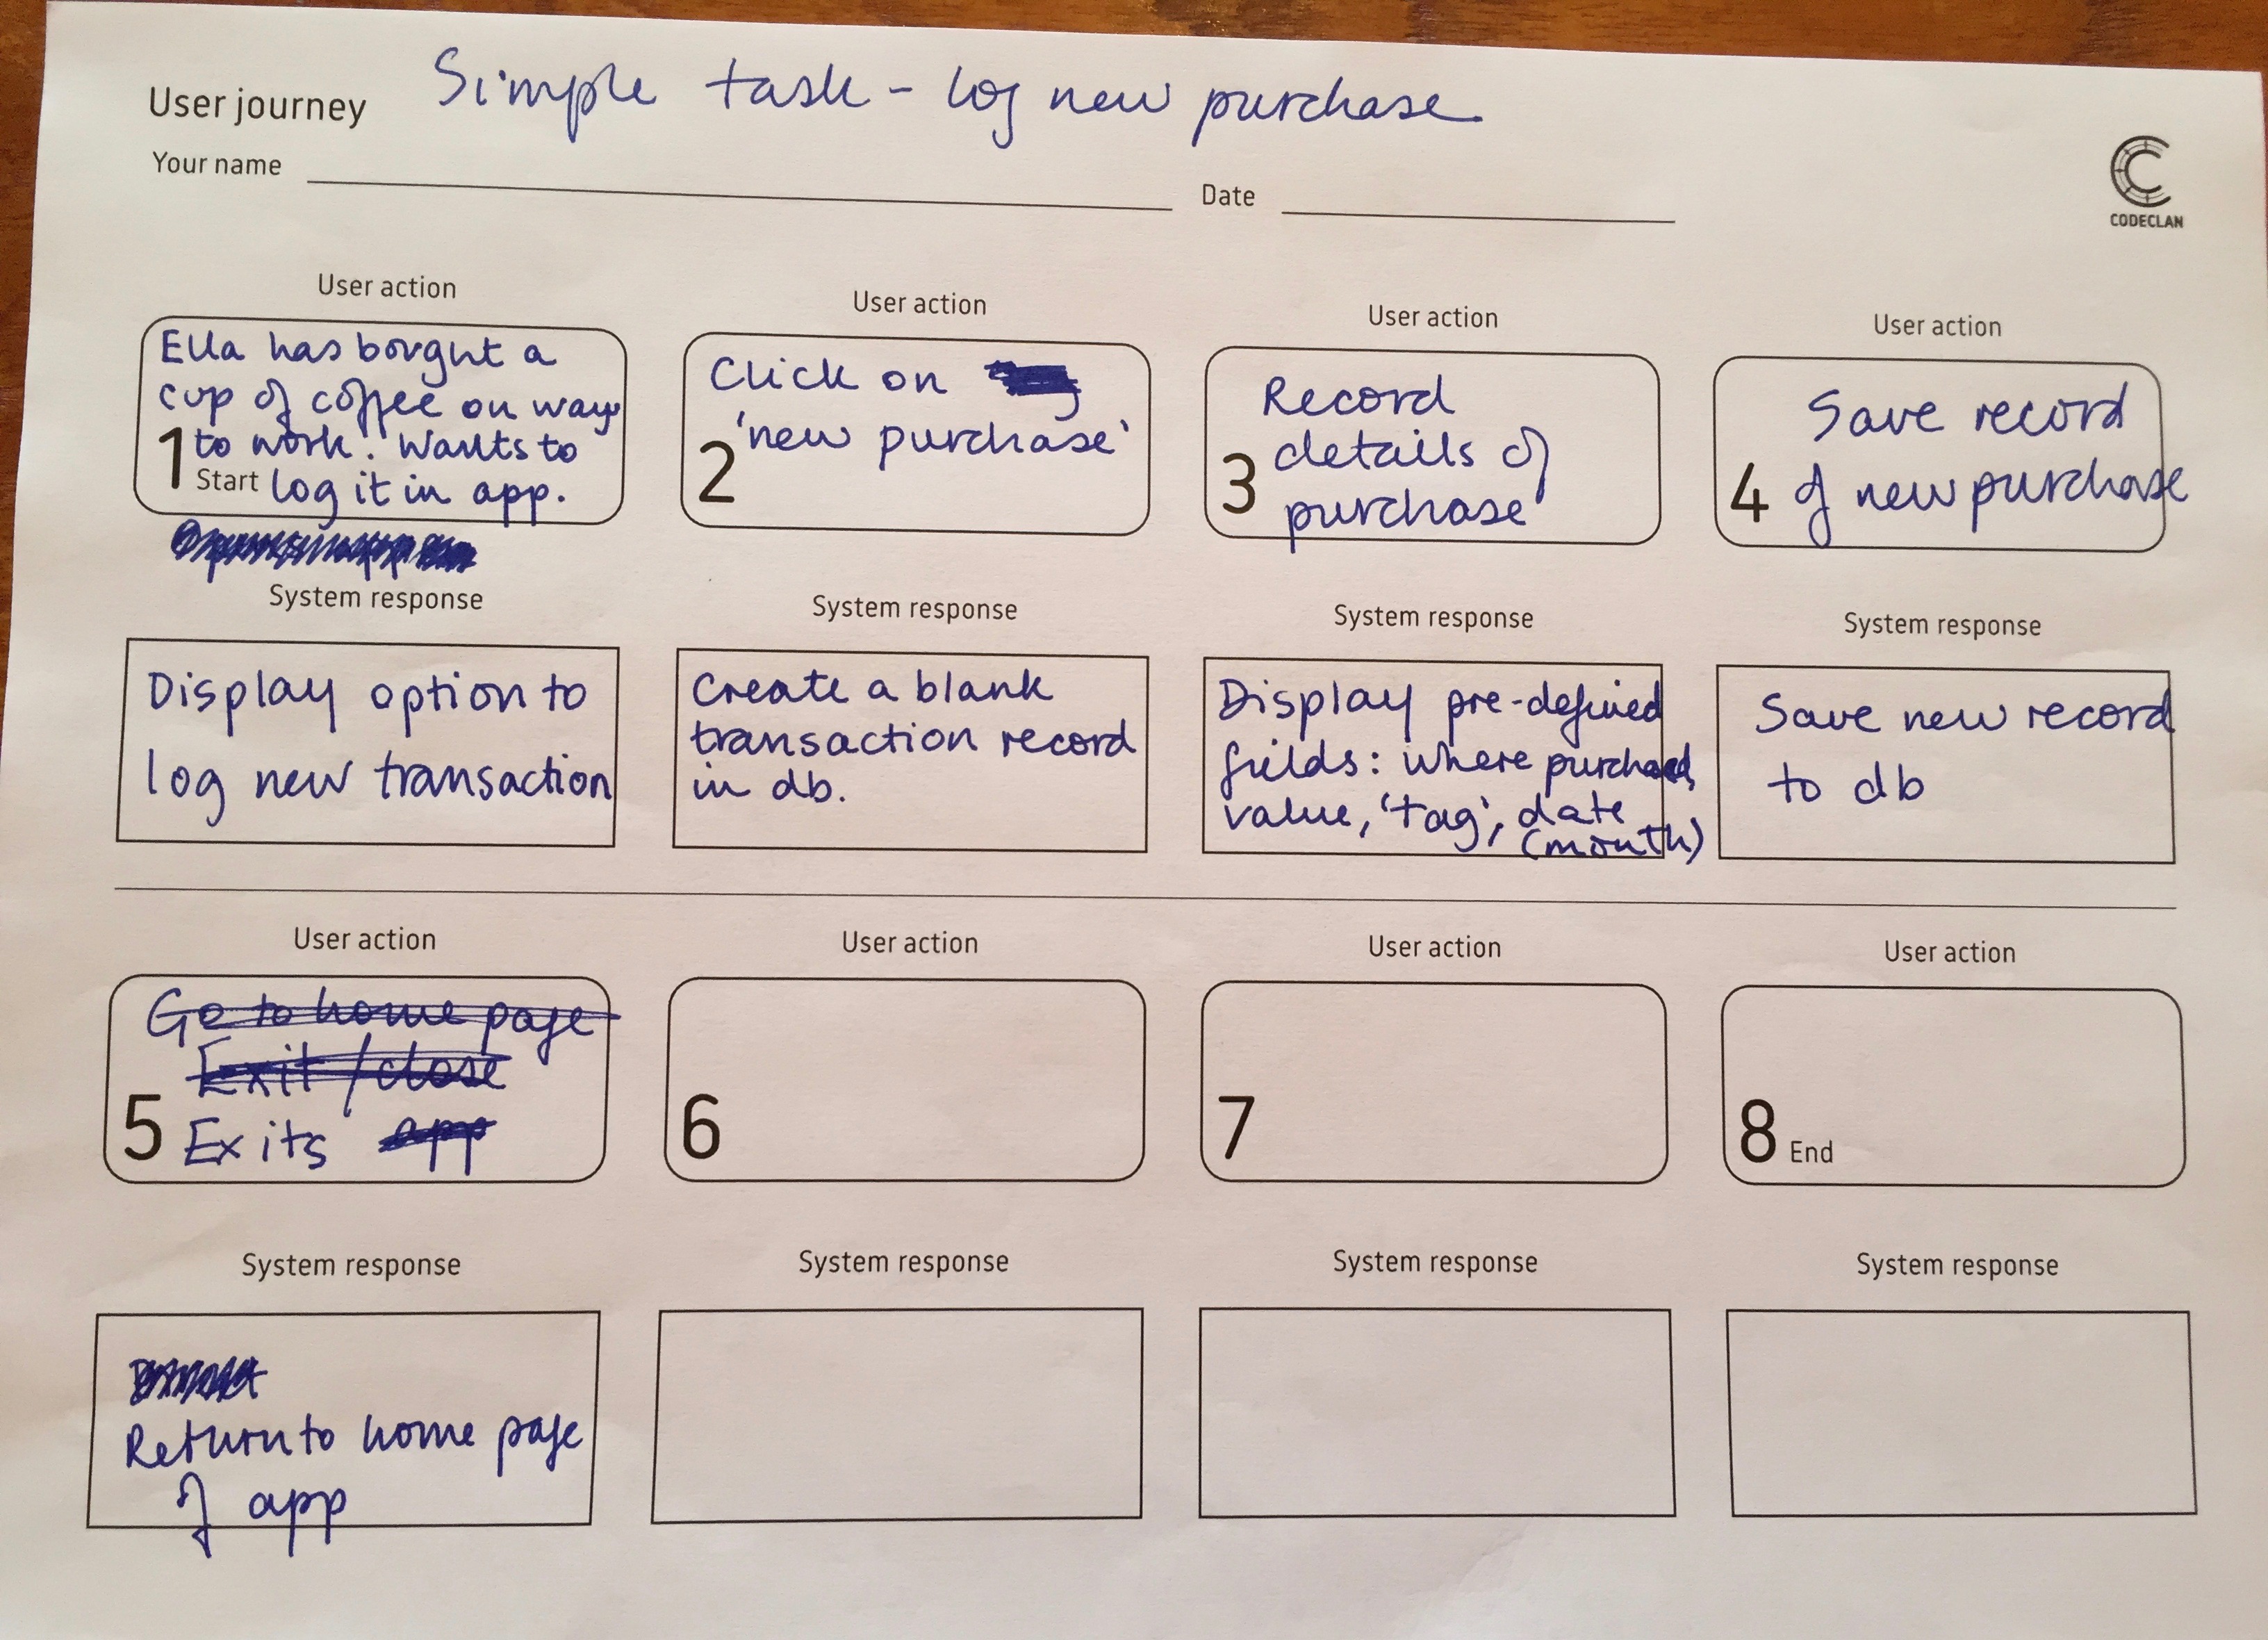 User journey Simple task - log new purchase
Your name
Date
CODECLAN
User action
User action
User action
User action
Ella has bought a
cup of coffee on way
1 to work. Wants to
Start log it in app.
Click on
2 'new purchase'
Record
details of
3 purchase
Save record
4 of new purchase
System response
System response
System response
System response
Display option to
log new transaction
Create a blank
transaction record
in db.
Display pre-defined
fields: where purchased,
value, 'tag', date
(month)
Save new record
to db
User action
User action
User action
User action
Go to home page
Exit / close
5 Exits app
6
7
8 End
System response
System response
System response
System response
Return to home page
of app